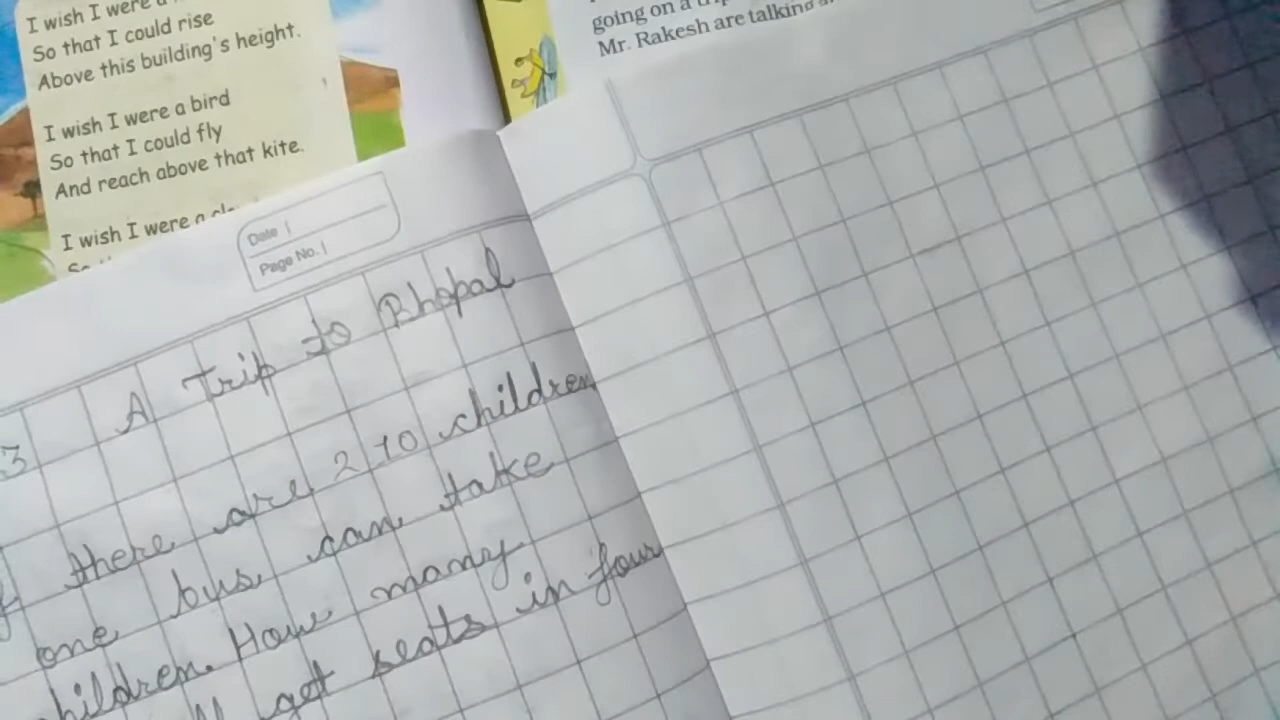 I wish I were a
So that I could rise
Above this building's height.
I wish I were a bird
So that I could fly
And reach above that kite.
I wish I were a
going on a trip
Mr. Rakesh are talking
Date
Page No.
3
A Trip to Bhopal
there are 210 children
one bus can take
children. How many
get seats in four